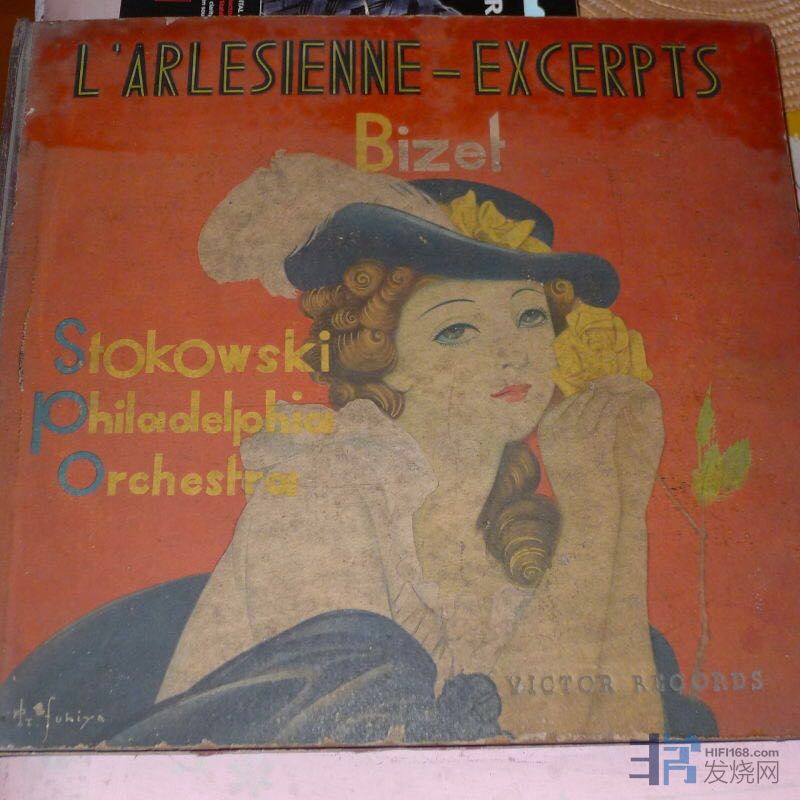 L'ARLESIENNE-EXCERPTS
Bizet
Stokowski
Philadelphia
Orchestra
VICTOR RECORDS
HIFI168.com
发烧网